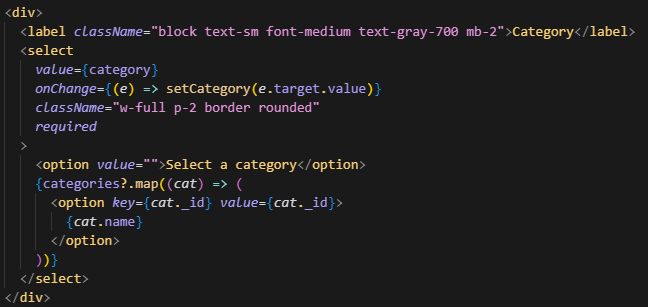 <div>
<label className="block text-sm font-medium text-gray-700 mb-2">Category</label>
<select
value={category}
onChange={(e) => setCategory(e.target.value)}
className="w-full p-2 border rounded"
required
>
<option value="">Select a category</option>
{categories?.map((cat) => (
<option key={cat._id} value={cat._id}>
{cat.name}
</option>
))}
</select>
</div>